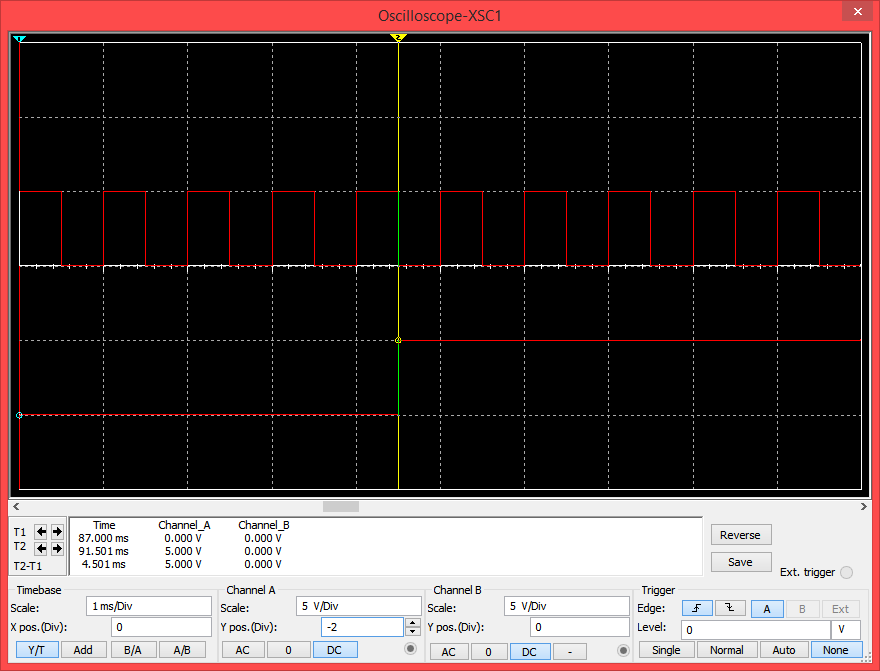 Oscilloscope-XSC1
1
2
T1
T2
T2-T1
Time Channel_A Channel_B
87.000 ms 0.000 V 0.000 V
91.501 ms 5.000 V 0.000 V
4.501 ms 5.000 V 0.000 V
Reverse
Save
Ext. trigger
Timebase
Scale: 1 ms/Div
X pos.(Div): 0
Y/T Add B/A A/B
Channel A
Scale: 5 V/Div
Y pos.(Div): -2
AC 0 DC
Channel B
Scale: 5 V/Div
Y pos.(Div): 0
AC 0 DC -
Trigger
Edge: A B Ext
Level: 0 V
Single Normal Auto None